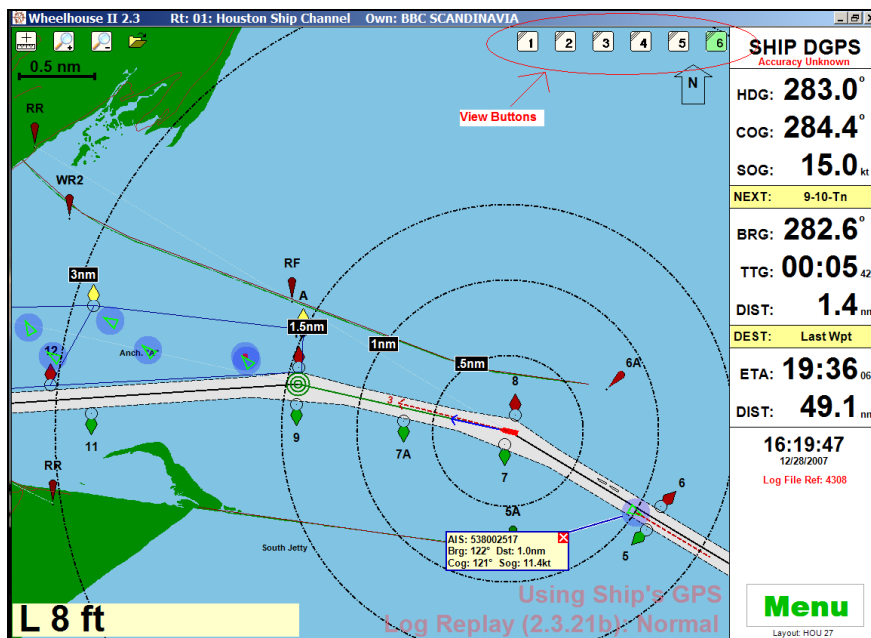 Wheelhouse II 2.3 Rt: 01: Houston Ship Channel Own: BBC SCANDINAVIA
1 2 3 4 5 6
0.5 nm
N
View Buttons
RR
WR2
RF
3nm
A
1.5nm
1nm
.5nm
6A
12
Anch. "A"
8
3
11
9
7A
7
RR
6
5A
5
South Jetty
AIS: 538002517
Brg: 122° Dst: 1.0nm
Cog: 121° Sog: 11.4kt
Using Ship's GPS
Log Replay (2.3.21b): Normal
L 8 ft
SHIP DGPS
Accuracy Unknown
HDG: 283.0°
COG: 284.4°
SOG: 15.0 kt
NEXT: 9-10-Tn
BRG: 282.6°
TTG: 00:05 42
DIST: 1.4 nm
DEST: Last Wpt
ETA: 19:36 06
DIST: 49.1 nm
16:19:47
12/28/2007
Log File Ref: 4308
Menu
Layout: HOU 27